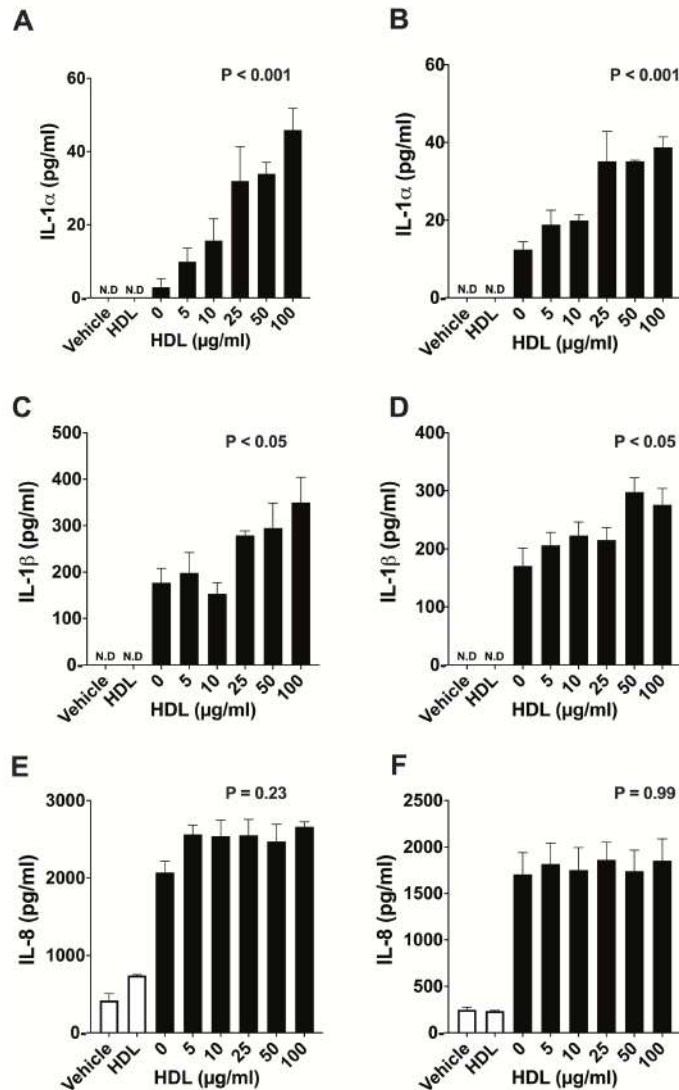 A
P < 0.001
IL-1α (pg/ml)
60
40
20
0
N.D N.D
Vehicle HDL 0 5 10 25 50 100
HDL (µg/ml)
B
P < 0.001
IL-1α (pg/ml)
60
40
20
0
N.D N.D
Vehicle HDL 0 5 10 25 50 100
HDL (µg/ml)
C
P < 0.05
IL-1β (pg/ml)
500
400
300
200
100
0
N.D N.D
Vehicle HDL 0 5 10 25 50 100
HDL (µg/ml)
D
P < 0.05
IL-1β (pg/ml)
400
300
200
100
0
N.D N.D
Vehicle HDL 0 5 10 25 50 100
HDL (µg/ml)
E
P = 0.23
IL-8 (pg/ml)
3000
2000
1000
0
Vehicle HDL 0 5 10 25 50 100
HDL (µg/ml)
F
P = 0.99
IL-8 (pg/ml)
2500
2000
1500
1000
500
0
Vehicle HDL 0 5 10 25 50 100
HDL (µg/ml)